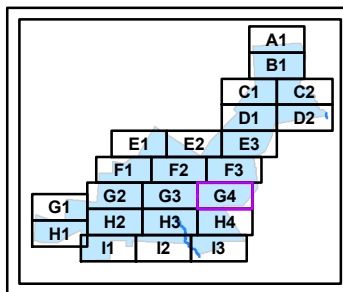 A1
B1
C1 C2
D1 D2
E1 E2 E3
F1 F2 F3
G1 G2 G3 G4
H1 H2 H3 H4
I1 I2 I3